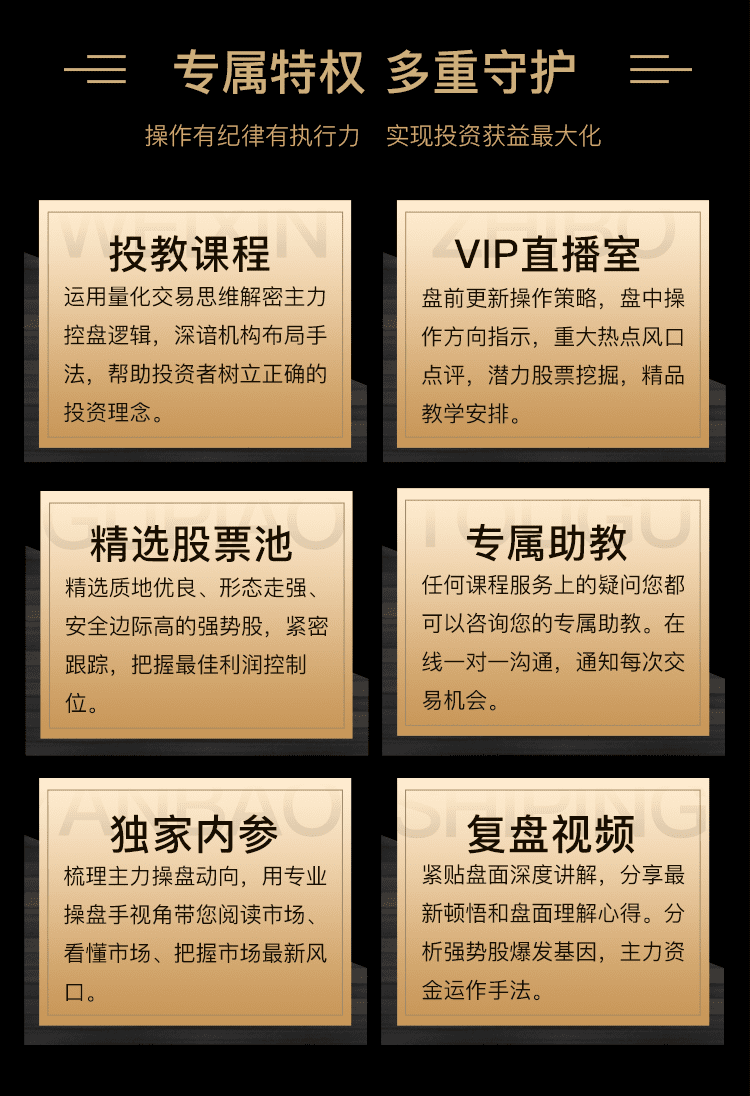 专属特权 多重守护
操作有纪律有执行力 实现投资获益最大化
WEIXIN
投教课程
运用量化交易思维解密主力
控盘逻辑，深谙机构布局手
法，帮助投资者树立正确的
投资理念。
ZHIBO
VIP直播室
盘前更新操作策略，盘中操
作方向指示，重大热点风口
点评，潜力股票挖掘，精品
教学安排。
GUPIAO
精选股票池
精选质地优良、形态走强、
安全边际高的强势股，紧密
跟踪，把握最佳利润控制
位。
TOUGU
专属助教
任何课程服务上的疑问您都
可以咨询您的专属助教。在
线一对一沟通，通知每次交
易机会。
ANBAO
独家内参
梳理主力操盘动向，用专业
操盘手视角带您阅读市场、
看懂市场、把握市场最新风
口。
SHIPING
复盘视频
紧贴盘面深度讲解，分享最
新顿悟和盘面理解心得。分
析强势股爆发基因，主力资
金运作手法。